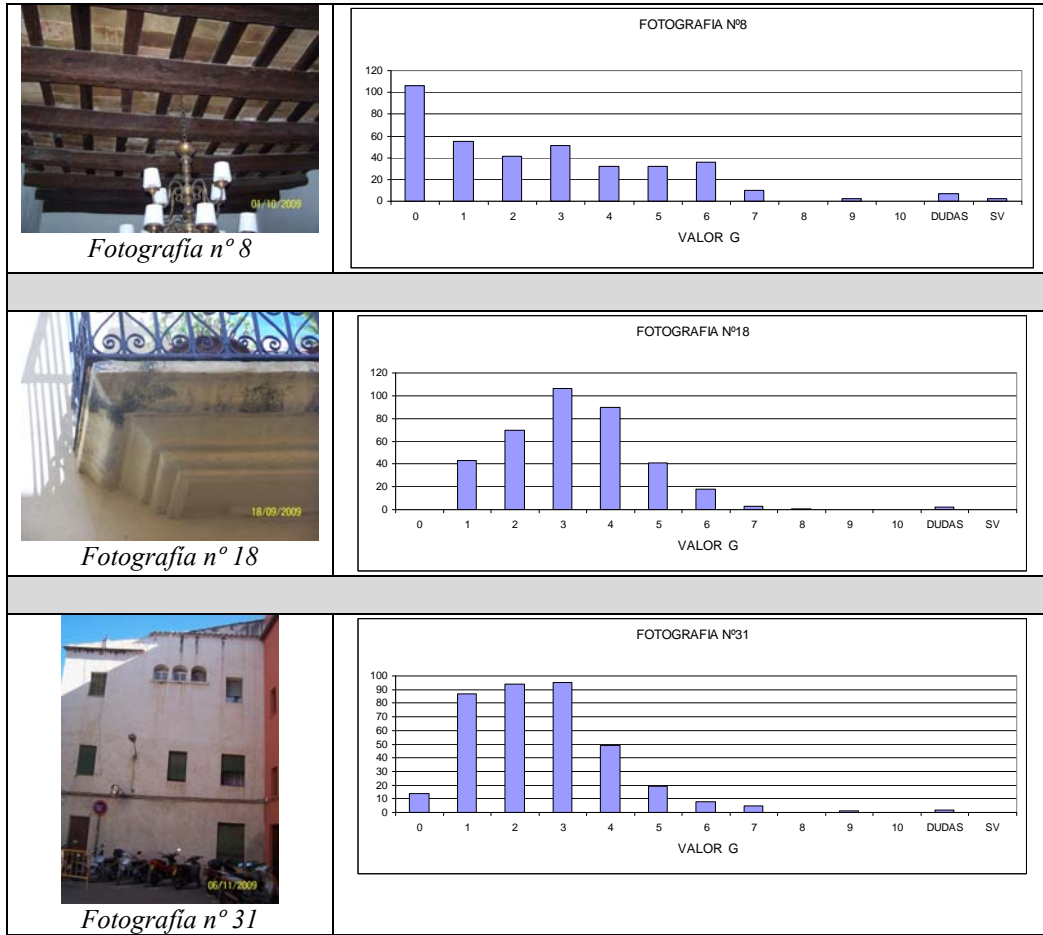 01/10/2009
Fotografía nº 8
FOTOGRAFIA Nº8
120
100
80
60
40
20
0
0 1 2 3 4 5 6 7 8 9 10 DUDAS SV
VALOR G
18/09/2009
Fotografía nº 18
FOTOGRAFIA Nº18
120
100
80
60
40
20
0
0 1 2 3 4 5 6 7 8 9 10 DUDAS SV
VALOR G
06/11/2009
Fotografía nº 31
FOTOGRAFIA Nº31
100
90
80
70
60
50
40
30
20
10
0
0 1 2 3 4 5 6 7 8 9 10 DUDAS SV
VALOR G